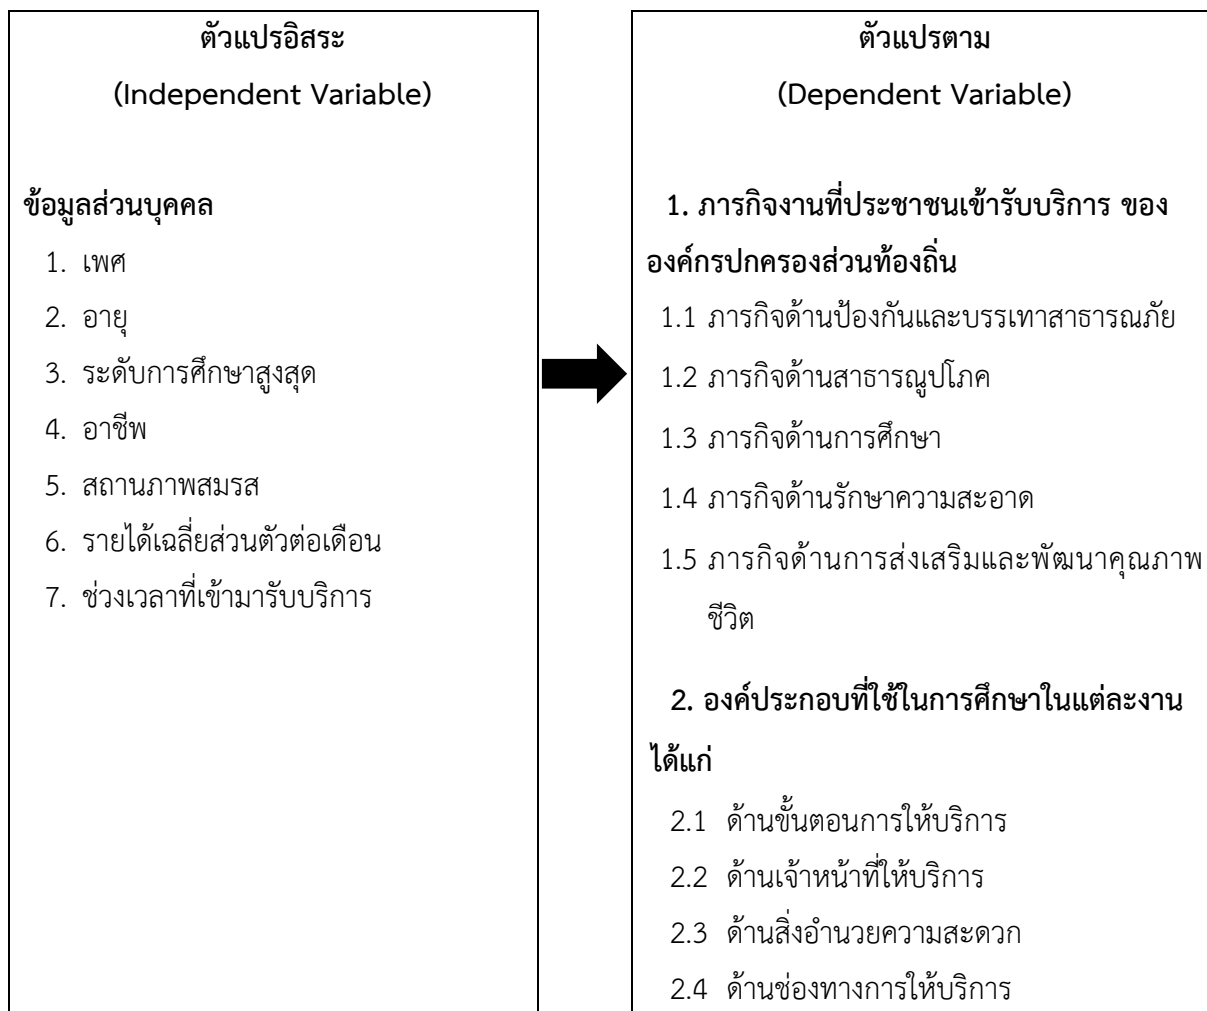 ตัวแปรอิสระ
(Independent Variable)
ข้อมูลส่วนบุคคล
1. เพศ
2. อายุ
3. ระดับการศึกษาสูงสุด
4. อาชีพ
5. สถานภาพสมรส
6. รายได้เฉลี่ยส่วนตัวต่อเดือน
7. ช่วงเวลาที่เข้ามารับบริการ
ตัวแปรตาม
(Dependent Variable)
1. ภารกิจงานที่ประชาชนเข้ารับบริการ ของ
องค์กรปกครองส่วนท้องถิ่น
1.1 ภารกิจด้านป้องกันและบรรเทาสาธารณภัย
1.2 ภารกิจด้านสาธารณูปโภค
1.3 ภารกิจด้านการศึกษา
1.4 ภารกิจด้านรักษาความสะอาด
1.5 ภารกิจด้านการส่งเสริมและพัฒนาคุณภาพ
ชีวิต
2. องค์ประกอบที่ใช้ในการศึกษาในแต่ละงาน
ได้แก่
2.1 ด้านขั้นตอนการให้บริการ
2.2 ด้านเจ้าหน้าที่ให้บริการ
2.3 ด้านสิ่งอำนวยความสะดวก
2.4 ด้านช่องทางการให้บริการ